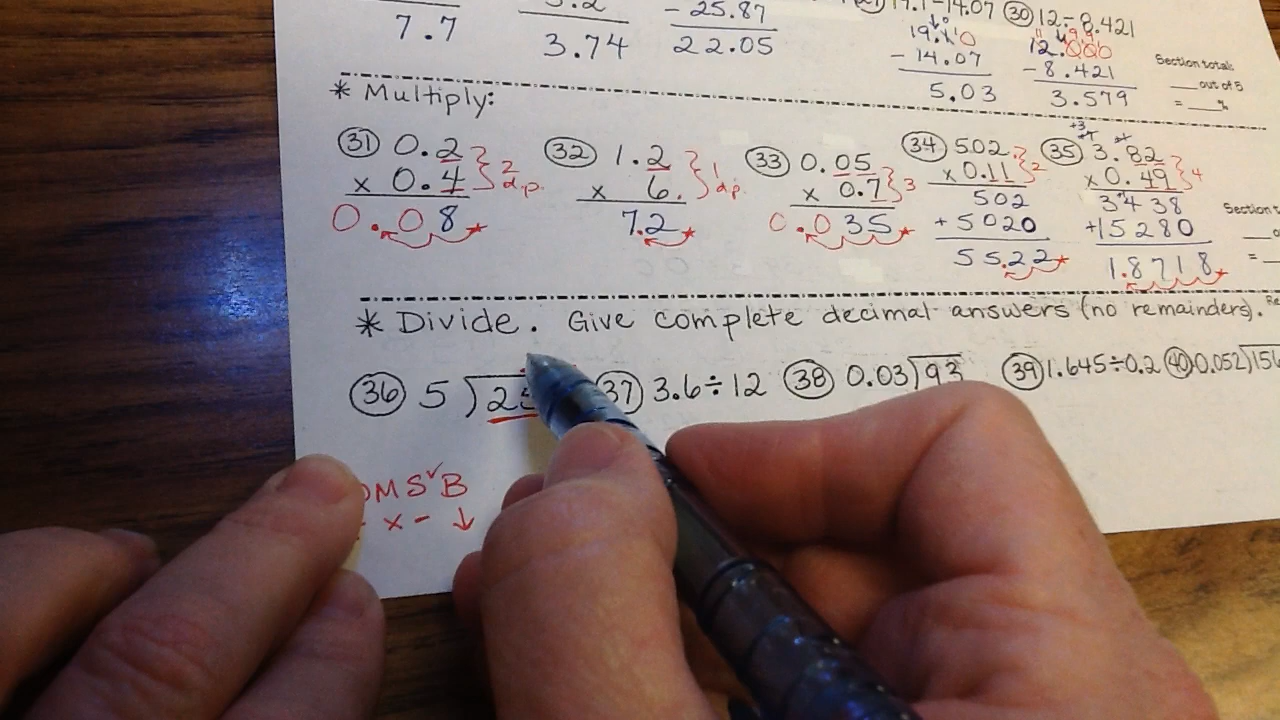 7.7
3.74
- 25.87
22.05
30 12 - 8.421
19.10
- 14.07
5.03
12.000
- 8.421
3.579
Section total:
___ out of 5
= ___ %
* Multiply:
31 0.2
x 0.4
2 d.p.
0.08
32 1.2
x 6.
1 d.p.
7.2
33 0.05
x 0.7
3
0.035
34 502.
x 0.11
2
502
+ 5020
55.22
35 3.82
x 0.49
4
3438
+15280
1.8718
* Divide. Give complete decimal answers (no remainders).
36 5)
37 3.6÷12
38 0.03)93
39 1.645÷0.2
40 0.052)156
MS✓B
x - ↓